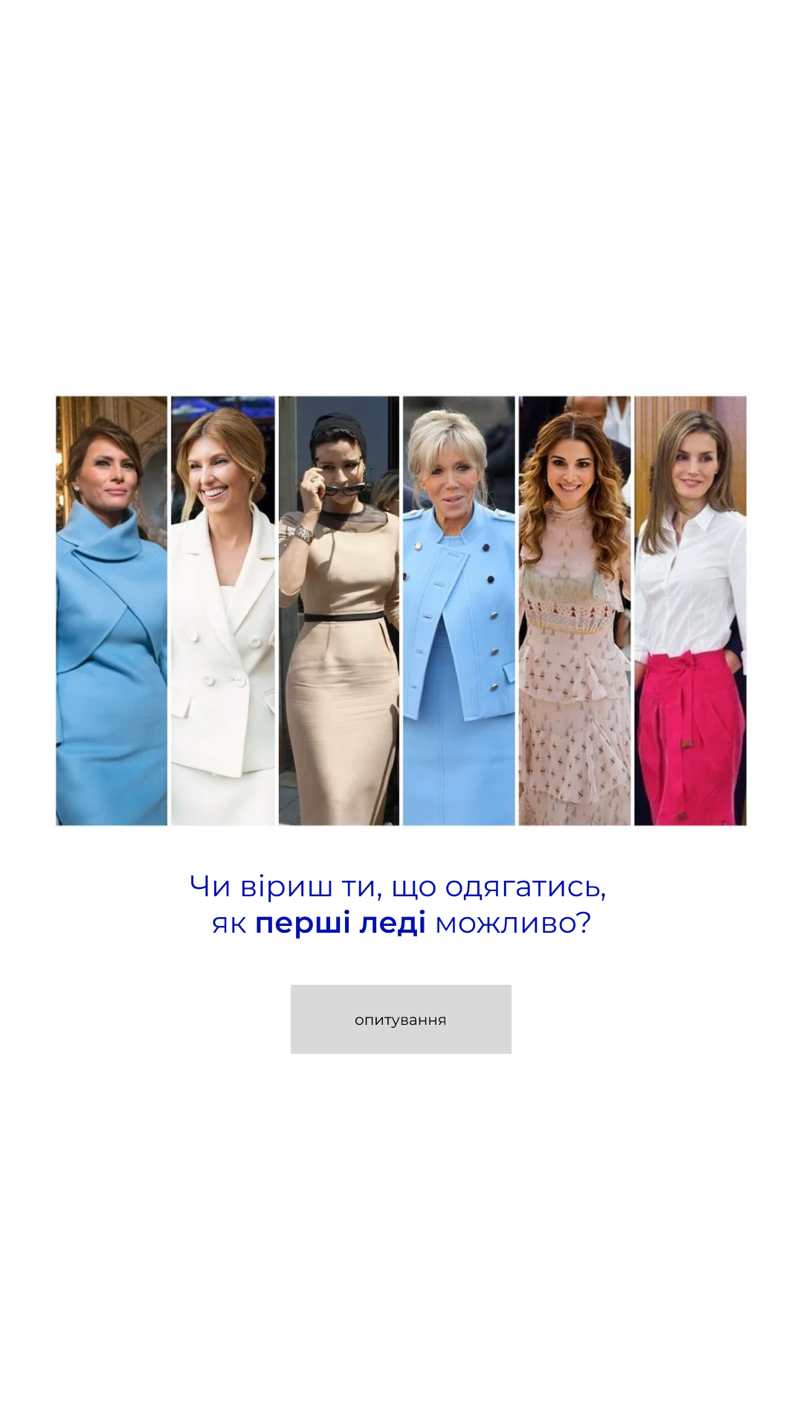 Чи віриш ти, що одягатись,
як перші леді можливо?
опитування